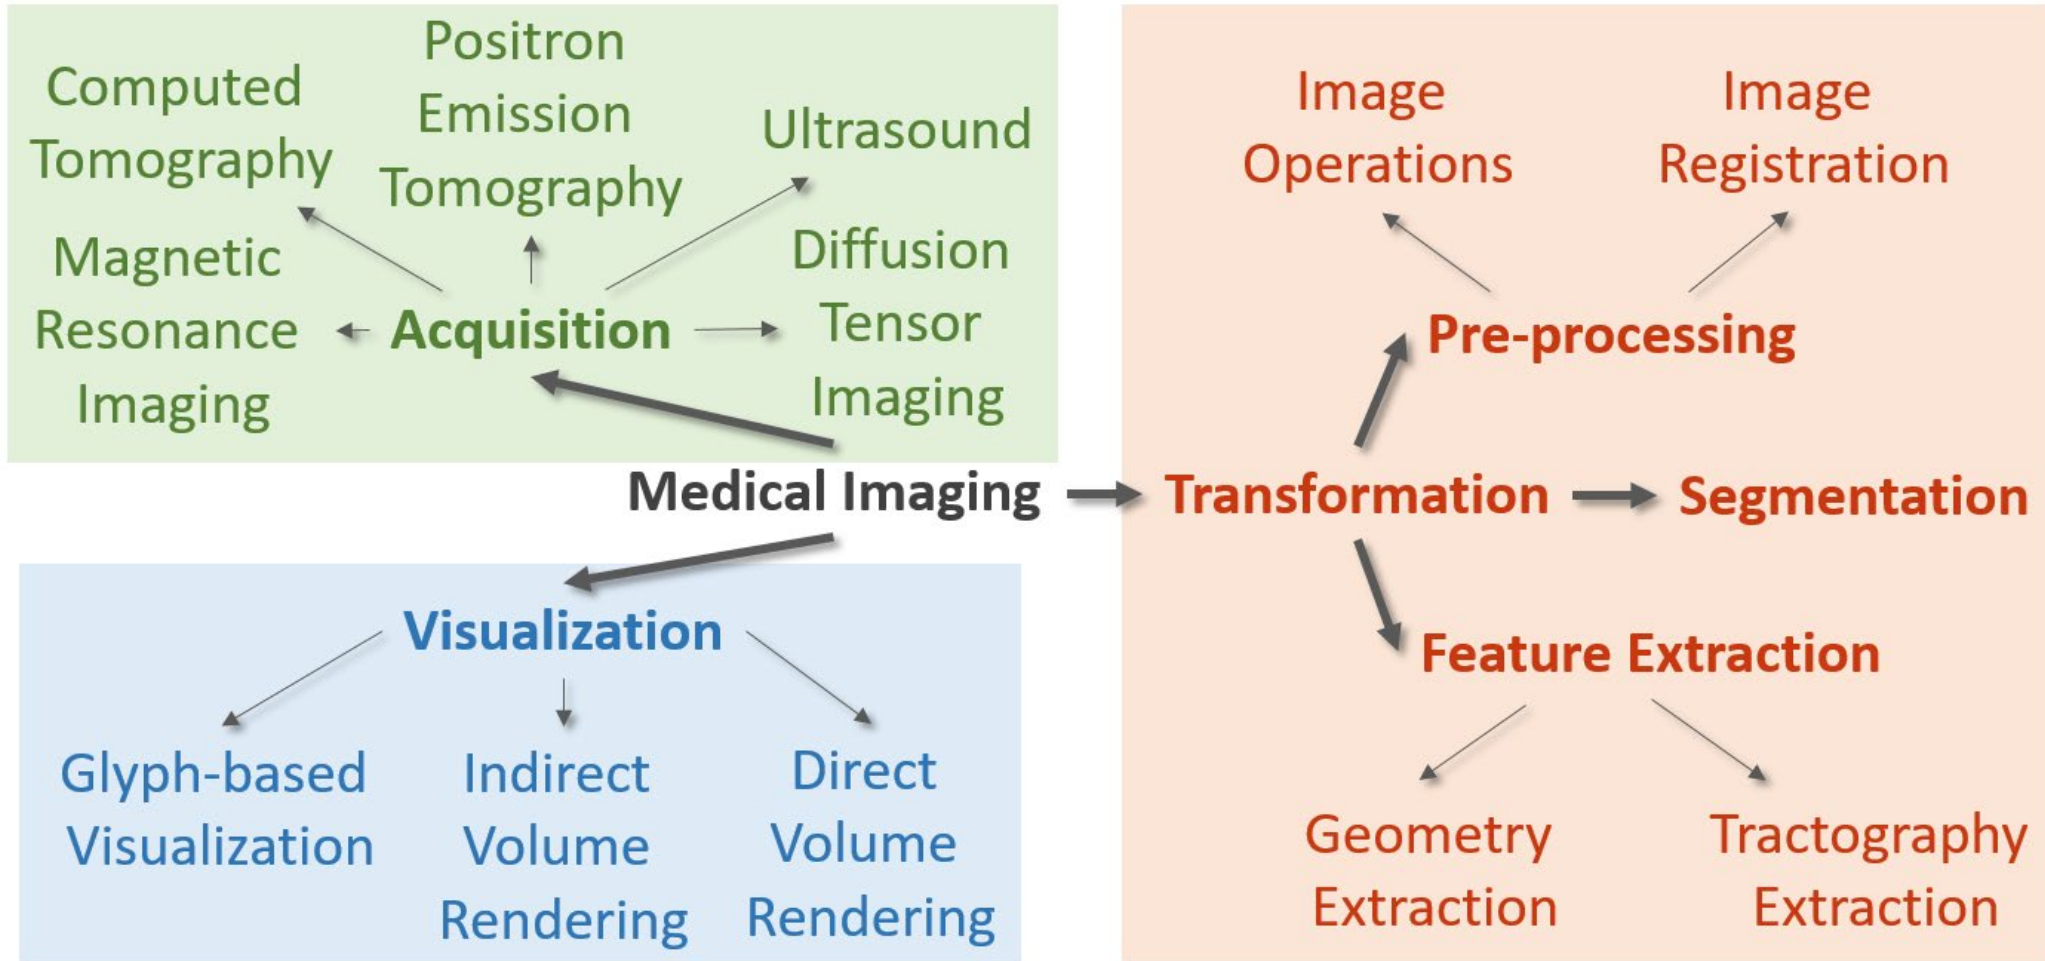 Computed
Tomography
Positron
Emission
Tomography
Ultrasound
Magnetic
Resonance
Imaging
Acquisition
Diffusion
Tensor
Imaging
Medical Imaging
Visualization
Glyph-based
Visualization
Indirect
Volume
Rendering
Direct
Volume
Rendering
Image
Operations
Image
Registration
Pre-processing
Transformation
Segmentation
Feature Extraction
Geometry
Extraction
Tractography
Extraction